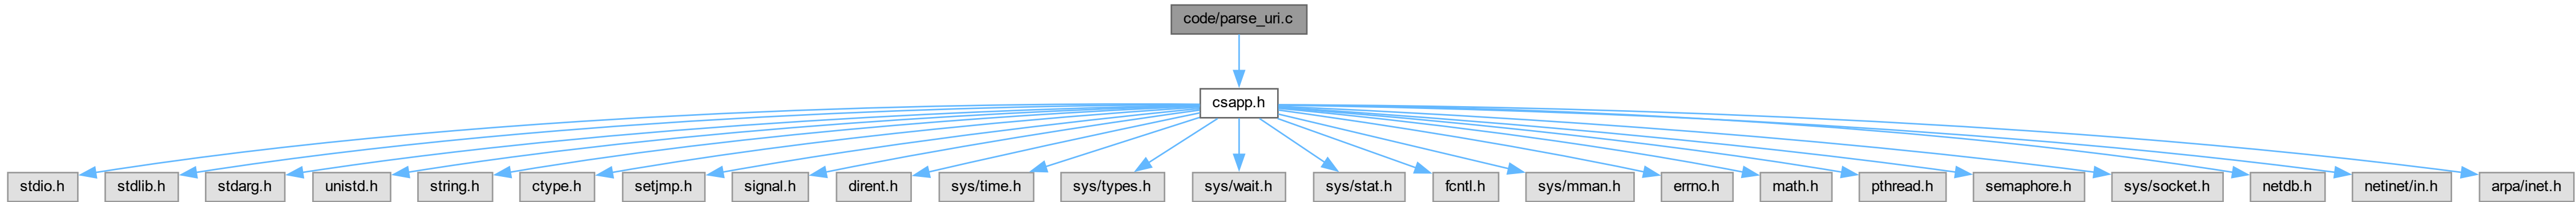 code/parse_uri.c
csapp.h
stdio.h
stdlib.h
stdarg.h
unistd.h
string.h
ctype.h
setjmp.h
signal.h
dirent.h
sys/time.h
sys/types.h
sys/wait.h
sys/stat.h
fcntl.h
sys/mman.h
errno.h
math.h
pthread.h
semaphore.h
sys/socket.h
netdb.h
netinet/in.h
arpa/inet.h